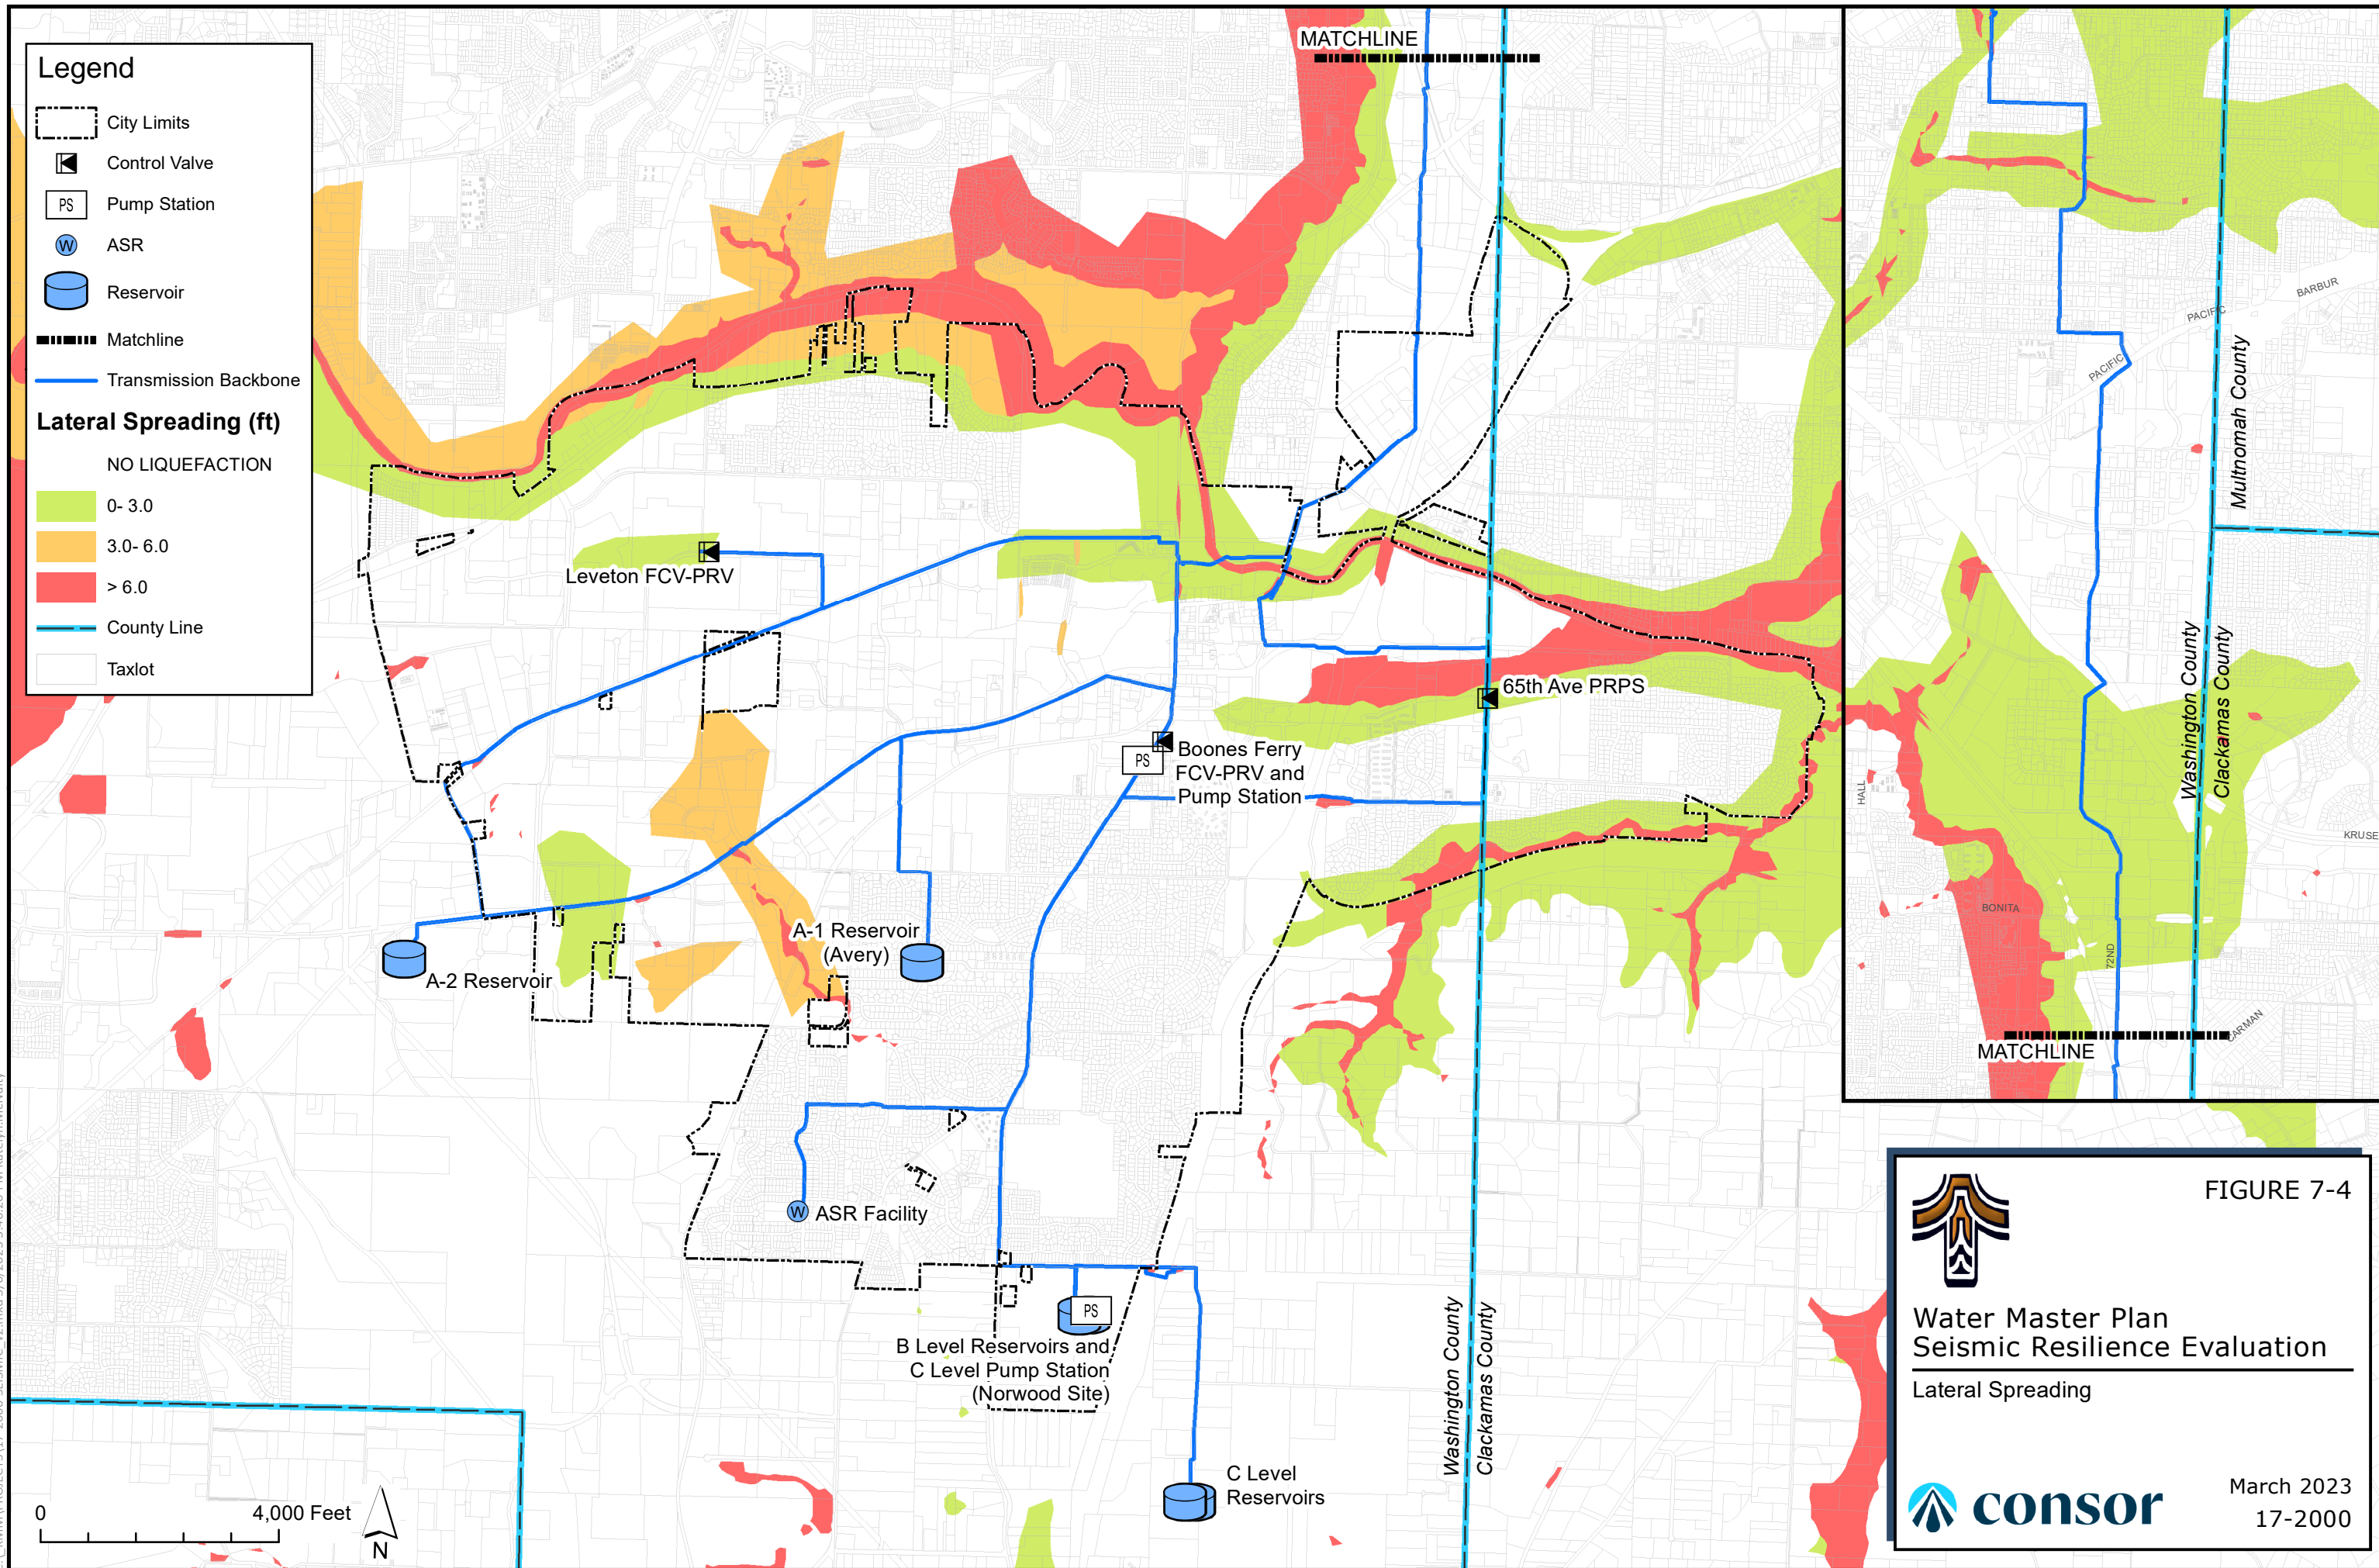 Legend
City Limits
Control Valve
PS
Pump Station
W
ASR
Reservoir
Matchline
Transmission Backbone
Lateral Spreading (ft)
NO LIQUEFACTION
0- 3.0
3.0- 6.0
> 6.0
County Line
Taxlot
MATCHLINE
Leveton FCV-PRV
65th Ave PRPS
PS
Boones Ferry
FCV-PRV and
Pump Station
A-1 Reservoir
(Avery)
A-2 Reservoir
W
ASR Facility
PS
B Level Reservoirs and
C Level Pump Station
(Norwood Site)
C Level
Reservoirs
Washington County
Clackamas County
0
4,000 Feet
N
BARBUR
PACIFIC
PACIFIC
Multnomah County
Washington County
Clackamas County
HALL
KRUSE
BONITA
72ND
CARMAN
MATCHLINE
FIGURE 7-4
Water Master Plan
Seismic Resilience Evaluation
Lateral Spreading
consor
March 2023
17-2000